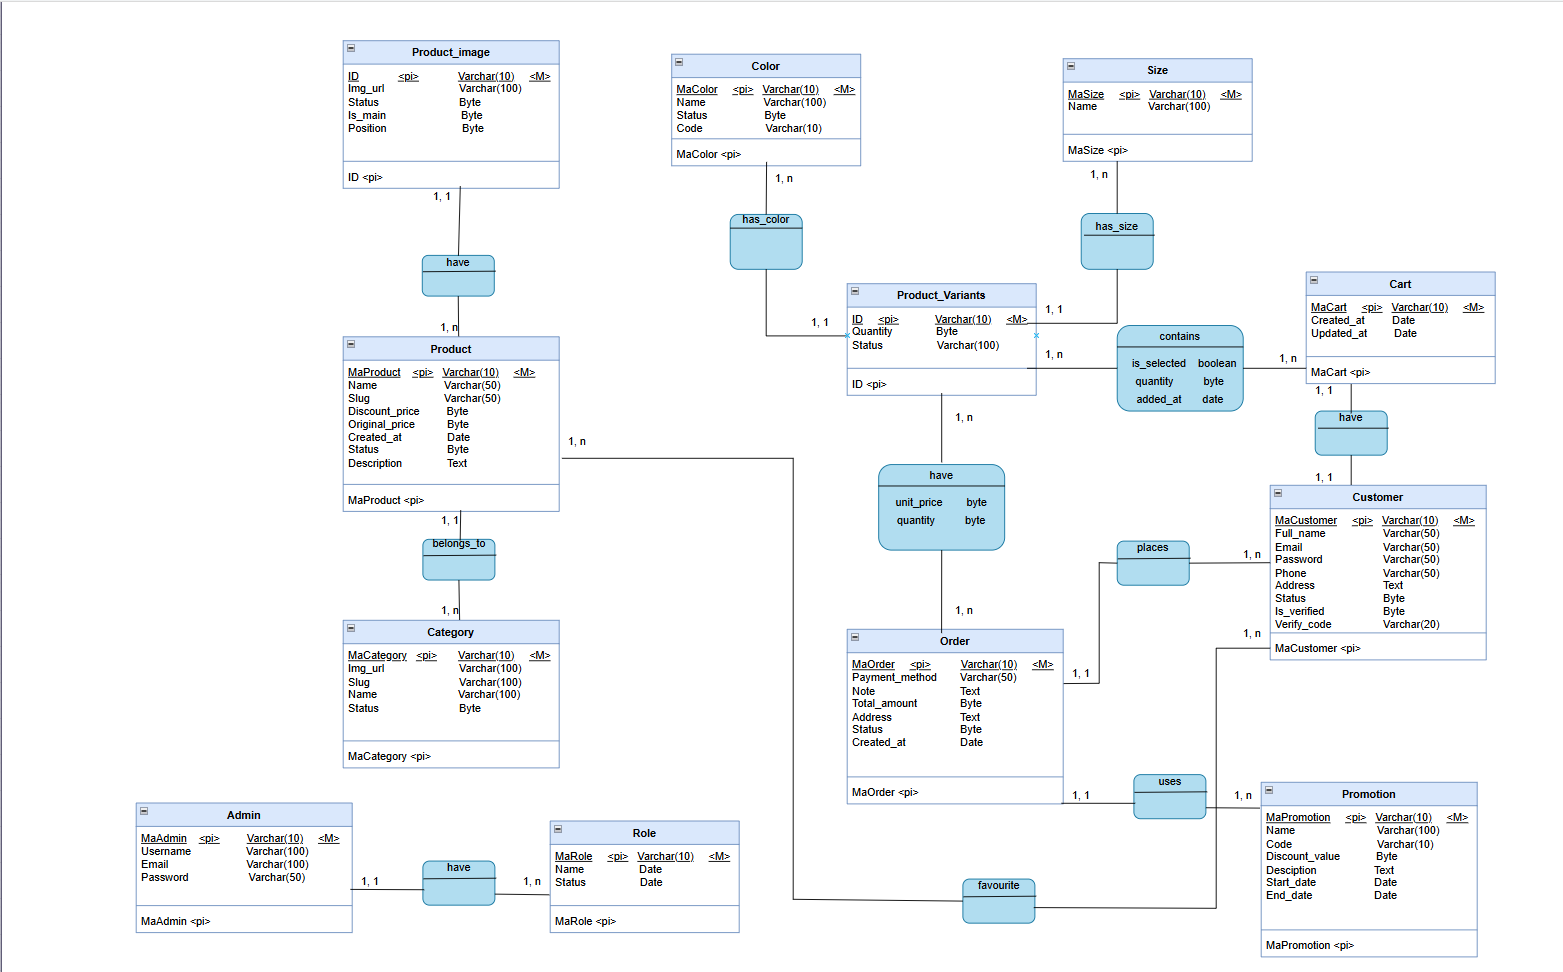 Product_image
ID <pi> Varchar(10) <M>
Img_url Varchar(100)
Status Byte
Is_main Byte
Position Byte
ID <pi>
1, 1
have
1, n
Product
MaProduct <pi> Varchar(10) <M>
Name Varchar(50)
Slug Varchar(50)
Discount_price Byte
Original_price Byte
Created_at Date
Status Byte
Description Text
MaProduct <pi>
1, n
1, 1
belongs_to
1, n
Category
MaCategory <pi> Varchar(10) <M>
Img_url Varchar(100)
Slug Varchar(100)
Name Varchar(100)
Status Byte
MaCategory <pi>
Color
MaColor <pi> Varchar(10) <M>
Name Varchar(100)
Status Byte
Code Varchar(10)
MaColor <pi>
1, n
has_color
1, 1
Size
MaSize <pi> Varchar(10) <M>
Name Varchar(100)
MaSize <pi>
1, n
has_size
1, 1
Product_Variants
ID <pi> Varchar(10) <M>
Quantity Byte
Status Varchar(100)
ID <pi>
1, n
contains
is_selected boolean
quantity byte
added_at date
1, n
Cart
MaCart <pi> Varchar(10) <M>
Created_at Date
Updated_at Date
MaCart <pi>
1, 1
have
1, 1
Customer
MaCustomer <pi> Varchar(10) <M>
Full_name Varchar(50)
Email Varchar(50)
Password Varchar(50)
Phone Varchar(50)
Address Text
Status Byte
Is_verified Byte
Verify_code Varchar(20)
MaCustomer <pi>
1, n
have
unit_price byte
quantity byte
1, n
places
1, n
1, n
Order
MaOrder <pi> Varchar(10) <M>
Payment_method Varchar(50)
Note Text
Total_amount Byte
Address Text
Status Byte
Created_at Date
MaOrder <pi>
1, 1
1, 1
uses
1, n
Promotion
MaPromotion <pi> Varchar(10) <M>
Name Varchar(100)
Code Varchar(10)
Discount_value Byte
Desciption Text
Start_date Date
End_date Date
MaPromotion <pi>
Admin
MaAdmin <pi> Varchar(10) <M>
Username Varchar(100)
Email Varchar(100)
Password Varchar(50)
MaAdmin <pi>
1, 1
have
1, n
Role
MaRole <pi> Varchar(10) <M>
Name Date
Status Date
MaRole <pi>
favourite